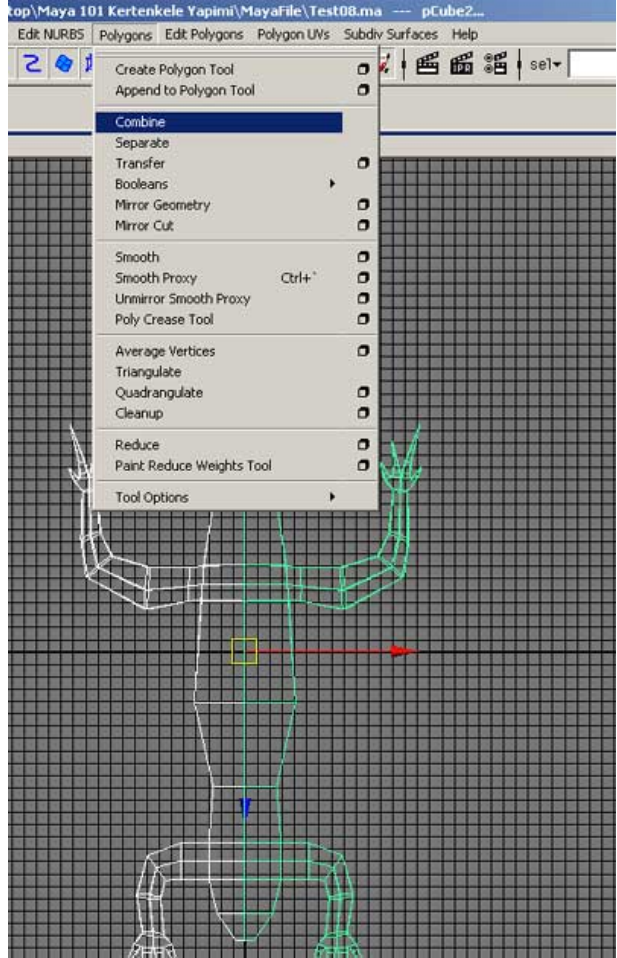 top\Maya 101 Kertenkele Yapimi\MayaFile\Test08.ma --- pCube2...
Edit NURBS Polygons Edit Polygons Polygon UVs Subdiv Surfaces Help
IPR sel
Create Polygon Tool
Append to Polygon Tool
Combine
Separate
Transfer
Booleans
Mirror Geometry
Mirror Cut
Smooth
Smooth Proxy Ctrl+`
Unmirror Smooth Proxy
Poly Crease Tool
Average Vertices
Triangulate
Quadrangulate
Cleanup
Reduce
Paint Reduce Weights Tool
Tool Options